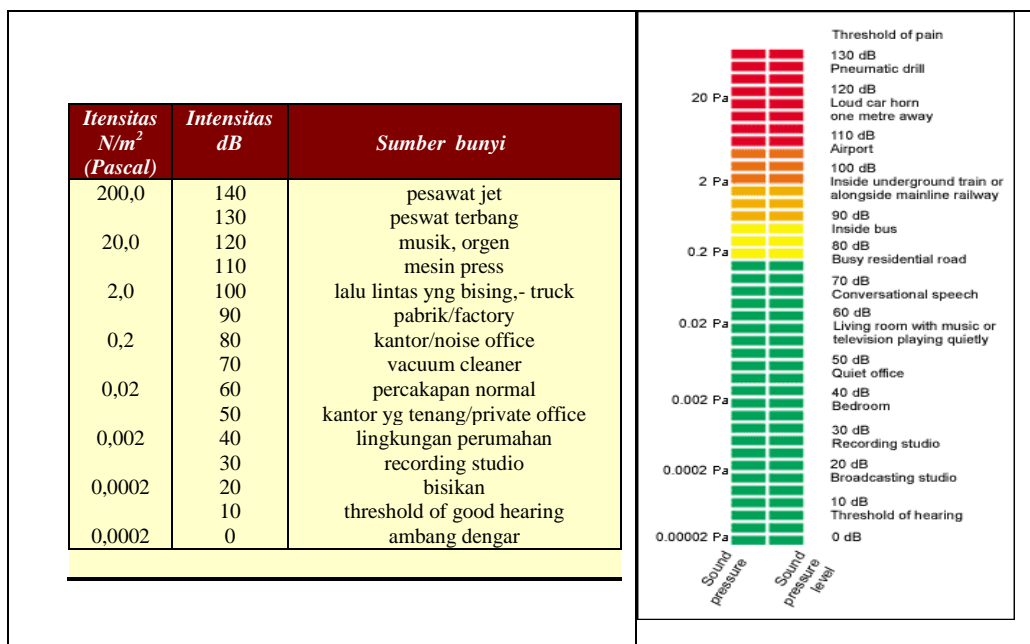 Itensitas Intensitas Sumber bunyi
N/m2 dB
(Pascal)
200,0 140 pesawat jet
130 peswat terbang
20,0 120 musik, orgen
110 mesin press
2,0 100 lalu lintas yng bising,- truck
90 pabrik/factory
0,2 80 kantor/noise office
70 vacuum cleaner
0,02 60 percakapan normal
50 kantor yg tenang/private office
0,002 40 lingkungan perumahan
30 recording studio
0,0002 20 bisikan
10 threshold of good hearing
0,0002 0 ambang dengar
Threshold of pain
130 dB
Pneumatic drill
120 dB
20 Pa Loud car horn
one metre away
110 dB
Airport
100 dB
2 Pa Inside underground train or
alongside mainline railway
90 dB
Inside bus
80 dB
0.2 Pa Busy residential road
70 dB
Conversational speech
60 dB
0.02 Pa Living room with music or
television playing quietly
50 dB
Quiet office
40 dB
0.002 Pa Bedroom
30 dB
Recording studio
20 dB
0.0002 Pa Broadcasting studio
10 dB
Threshold of hearing
0.00002 Pa 0 dB
Sound
pressure
Sound
pressure
level